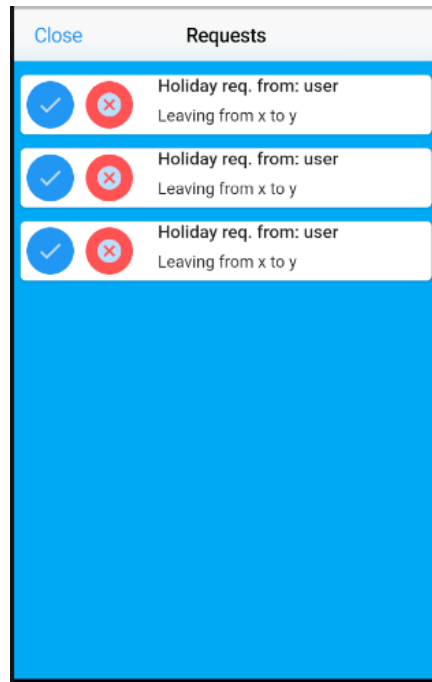 Close Requests
Holiday req. from: user
Leaving from x to y
Holiday req. from: user
Leaving from x to y
Holiday req. from: user
Leaving from x to y